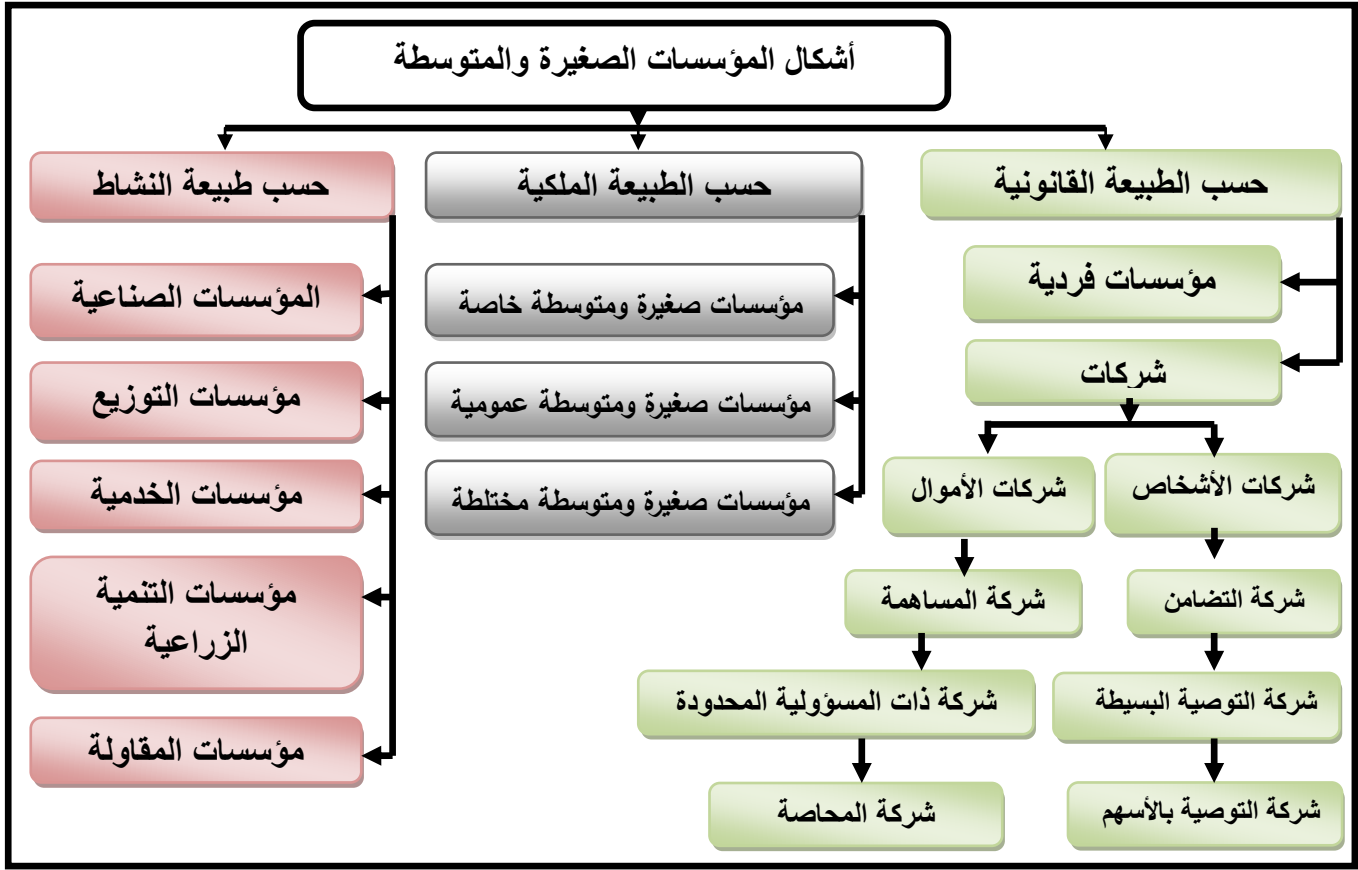 أشكال المؤسسات الصغيرة والمتوسطة
حسب الطبيعة القانونية
مؤسسات فردية
شركات
شركات الأشخاص
شركة التضامن
شركة التوصية البسيطة
شركة التوصية بالأسهم
شركات الأموال
شركة المساهمة
شركة ذات المسؤولية المحدودة
شركة المحاصة
حسب الطبيعة الملكية
مؤسسات صغيرة ومتوسطة خاصة
مؤسسات صغيرة ومتوسطة عمومية
مؤسسات صغيرة ومتوسطة مختلطة
حسب طبيعة النشاط
المؤسسات الصناعية
مؤسسات التوزيع
مؤسسات الخدمية
مؤسسات التنمية
الزراعية
مؤسسات المقاولة